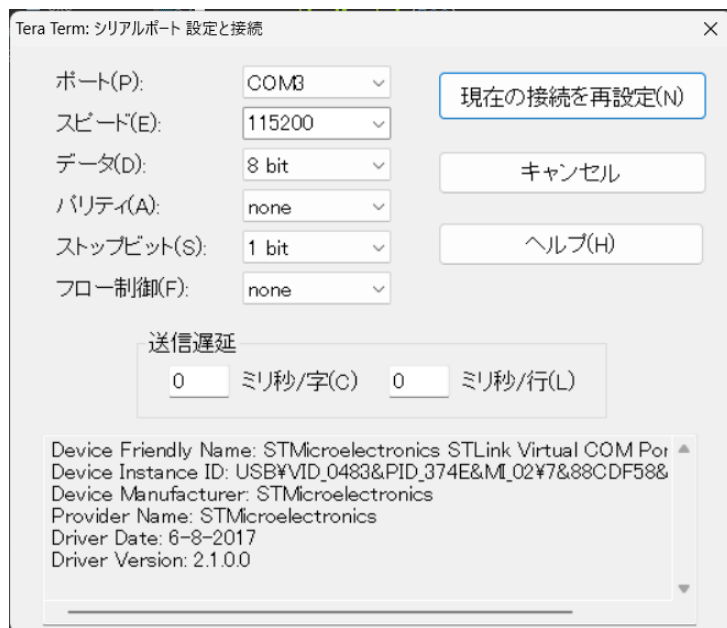 Tera Term: シリアルポート 設定と接続
ポート(P): COM3
現在の接続を再設定(N)
スピード(E): 115200
データ(D): 8 bit
キャンセル
パリティ(A): none
ストップビット(S): 1 bit
ヘルプ(H)
フロー制御(F): none
送信遅延
0 ミリ秒/字(C) 0 ミリ秒/行(L)
Device Friendly Name: STMicroelectronics STLink Virtual COM Por
Device Instance ID: USB¥VID_0483&PID_374E&MI_02¥7&88CDF58&
Device Manufacturer: STMicroelectronics
Provider Name: STMicroelectronics
Driver Date: 6-8-2017
Driver Version: 2.1.0.0